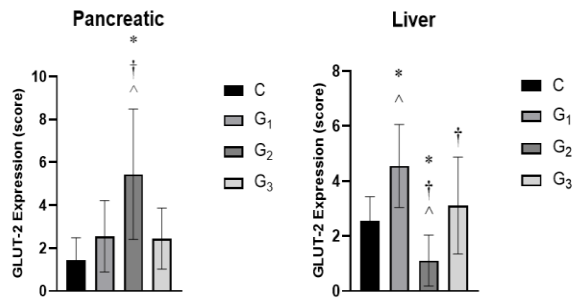 Pancreatic
GLUT-2 Expression (score)
10
8
6
4
2
0
*
†
^
C
G₁
G₂
G₃
Liver
GLUT-2 Expression (score)
8
6
4
2
0
*
^
*
†
^
†
C
G₁
G₂
G₃